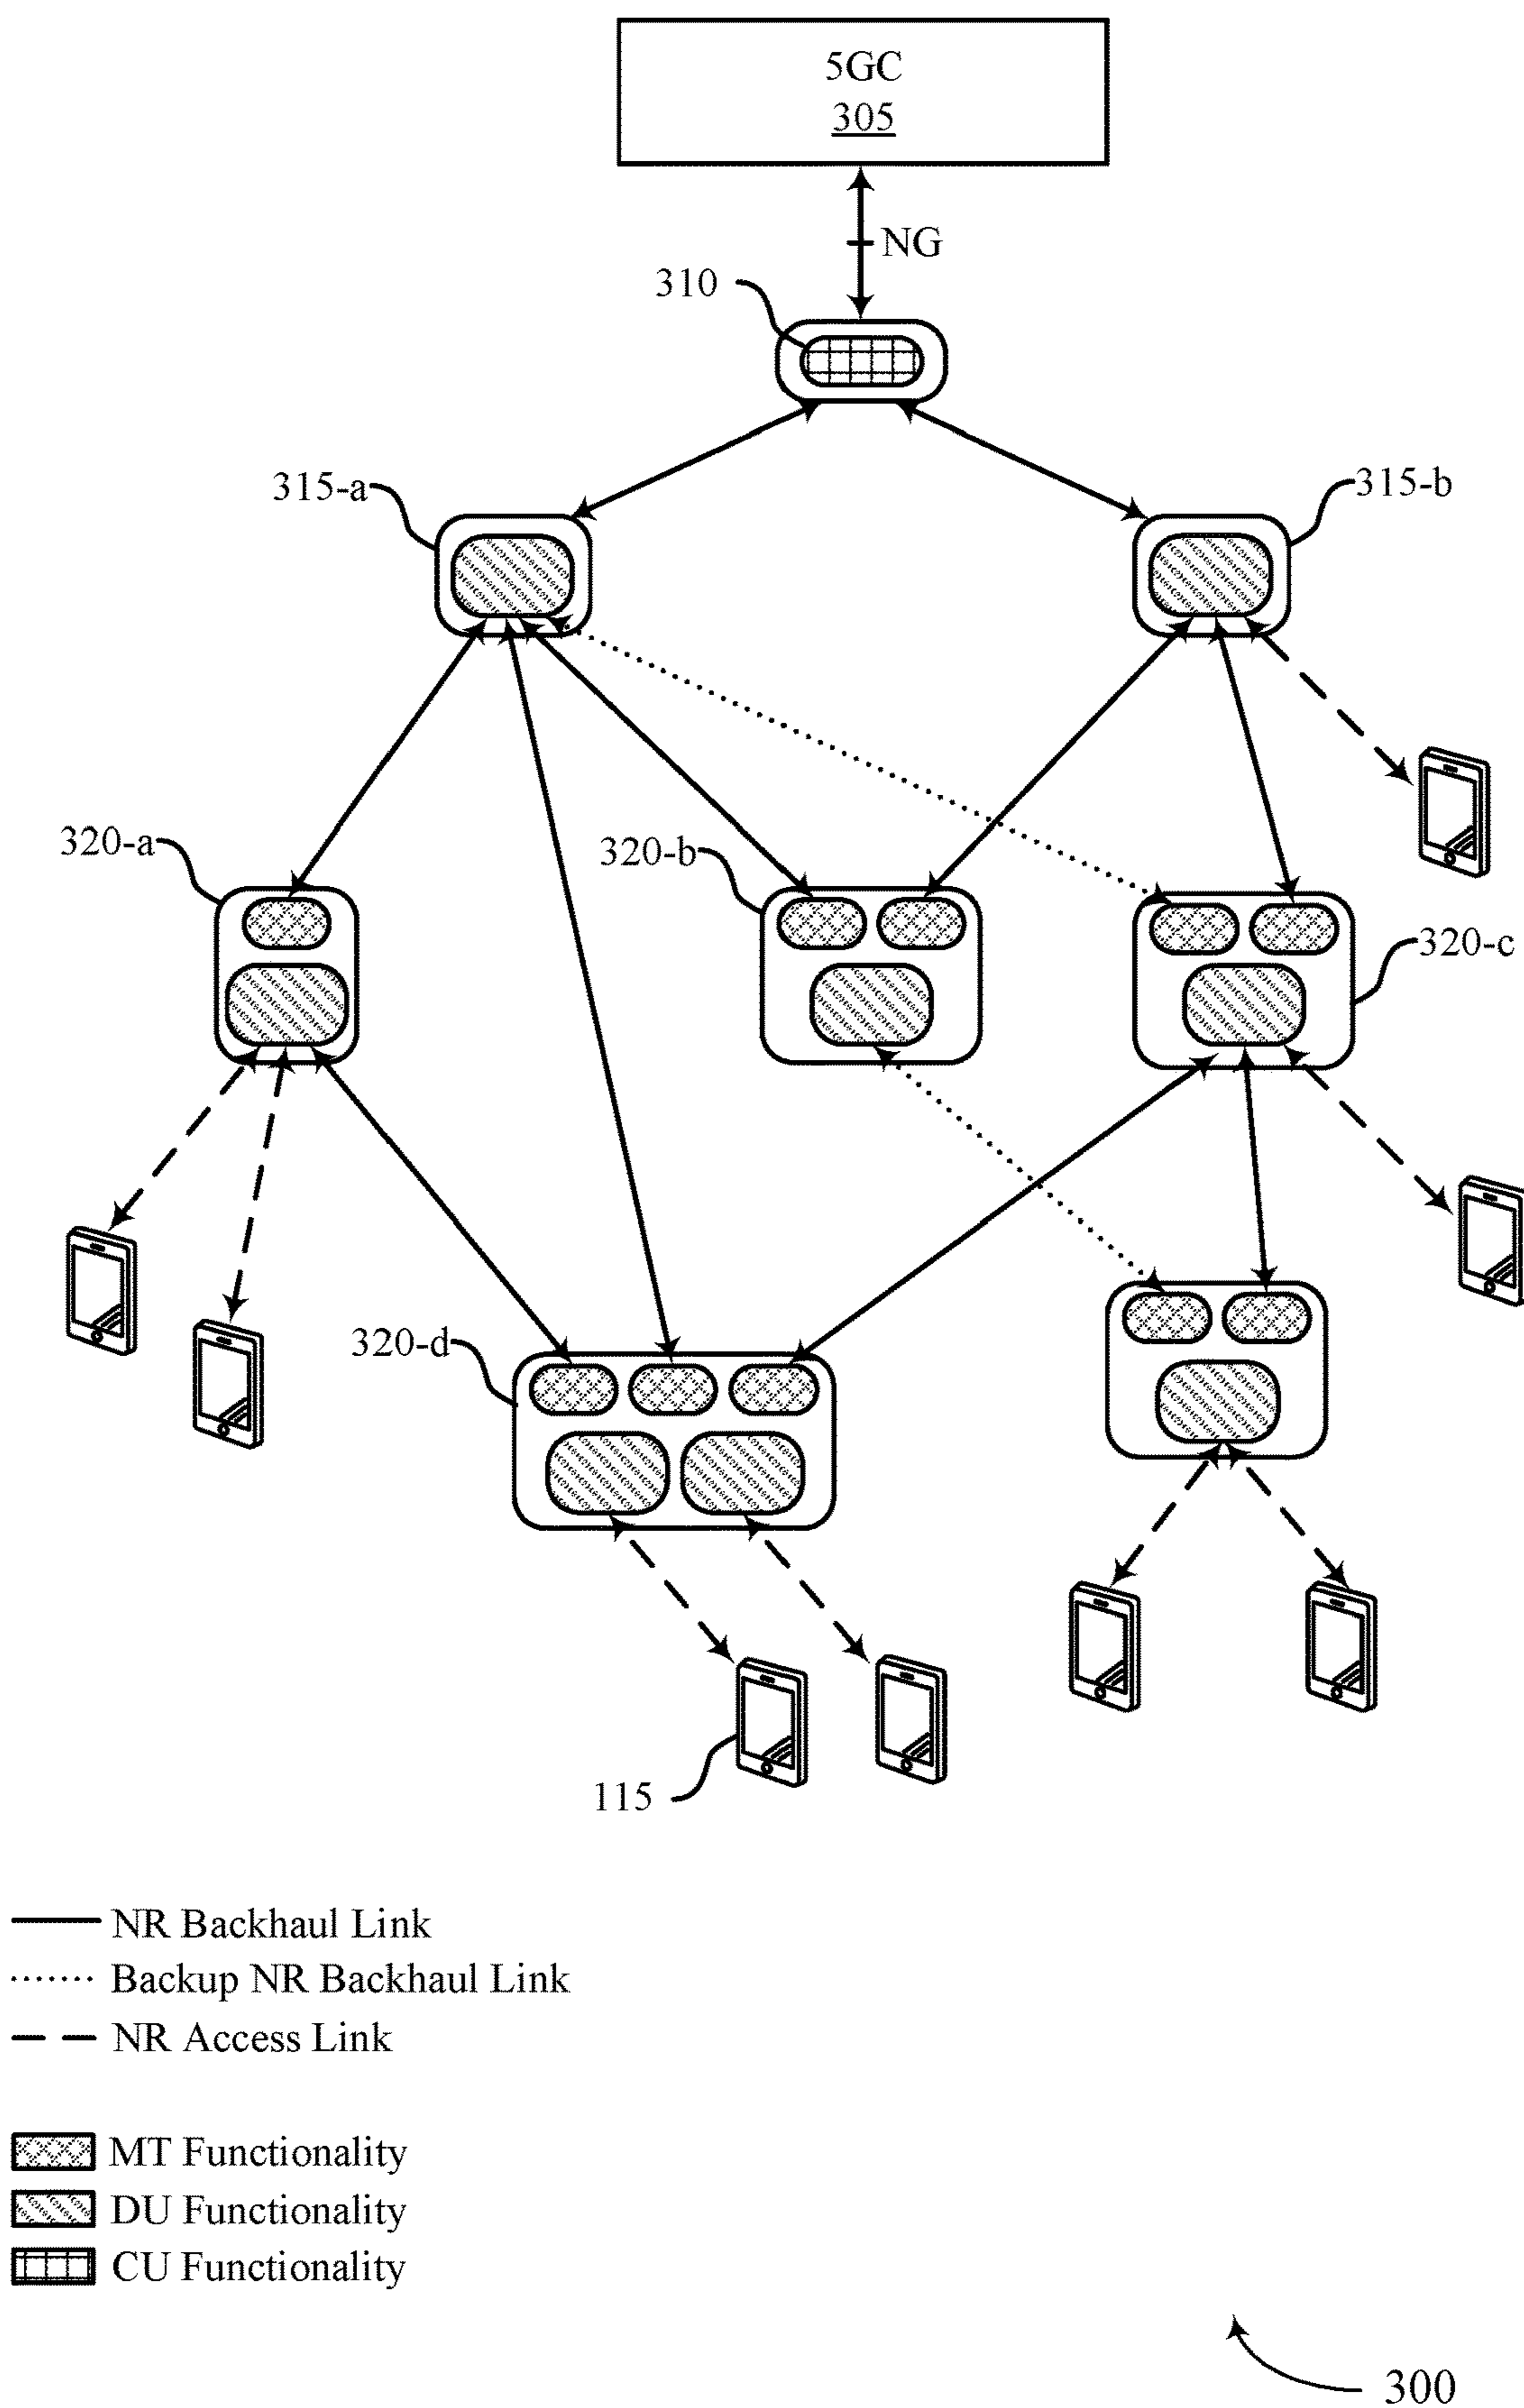 5GC
305
NG
310
315-a
315-b
320-a
320-b
320-c
320-d
115
NR Backhaul Link
Backup NR Backhaul Link
NR Access Link
MT Functionality
DU Functionality
CU Functionality
300